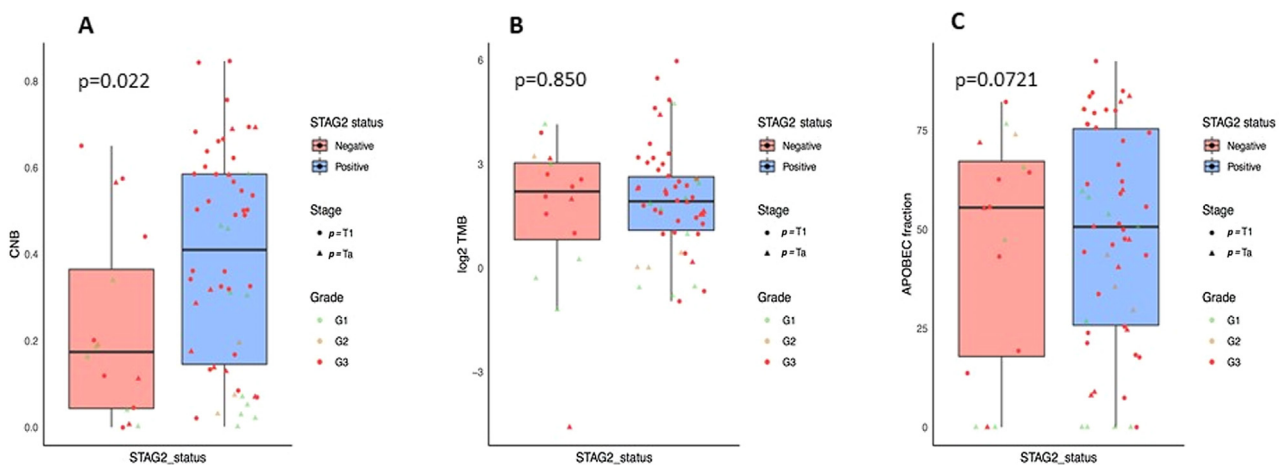 A
CNB
0.8
0.6
0.4
0.2
0.0
p=0.022
STAG2_status
STAG2 status
Negative
Positive
Stage
p=T1
p=Ta
Grade
G1
G2
G3
B
log2 TMB
6
3
0
−3
p=0.850
STAG2_status
STAG2 status
Negative
Positive
Stage
p=T1
p=Ta
Grade
G1
G2
G3
C
APOBEC fraction
75
50
25
0
p=0.0721
STAG2_status
STAG2 status
Negative
Positive
Stage
p=T1
p=Ta
Grade
G1
G2
G3